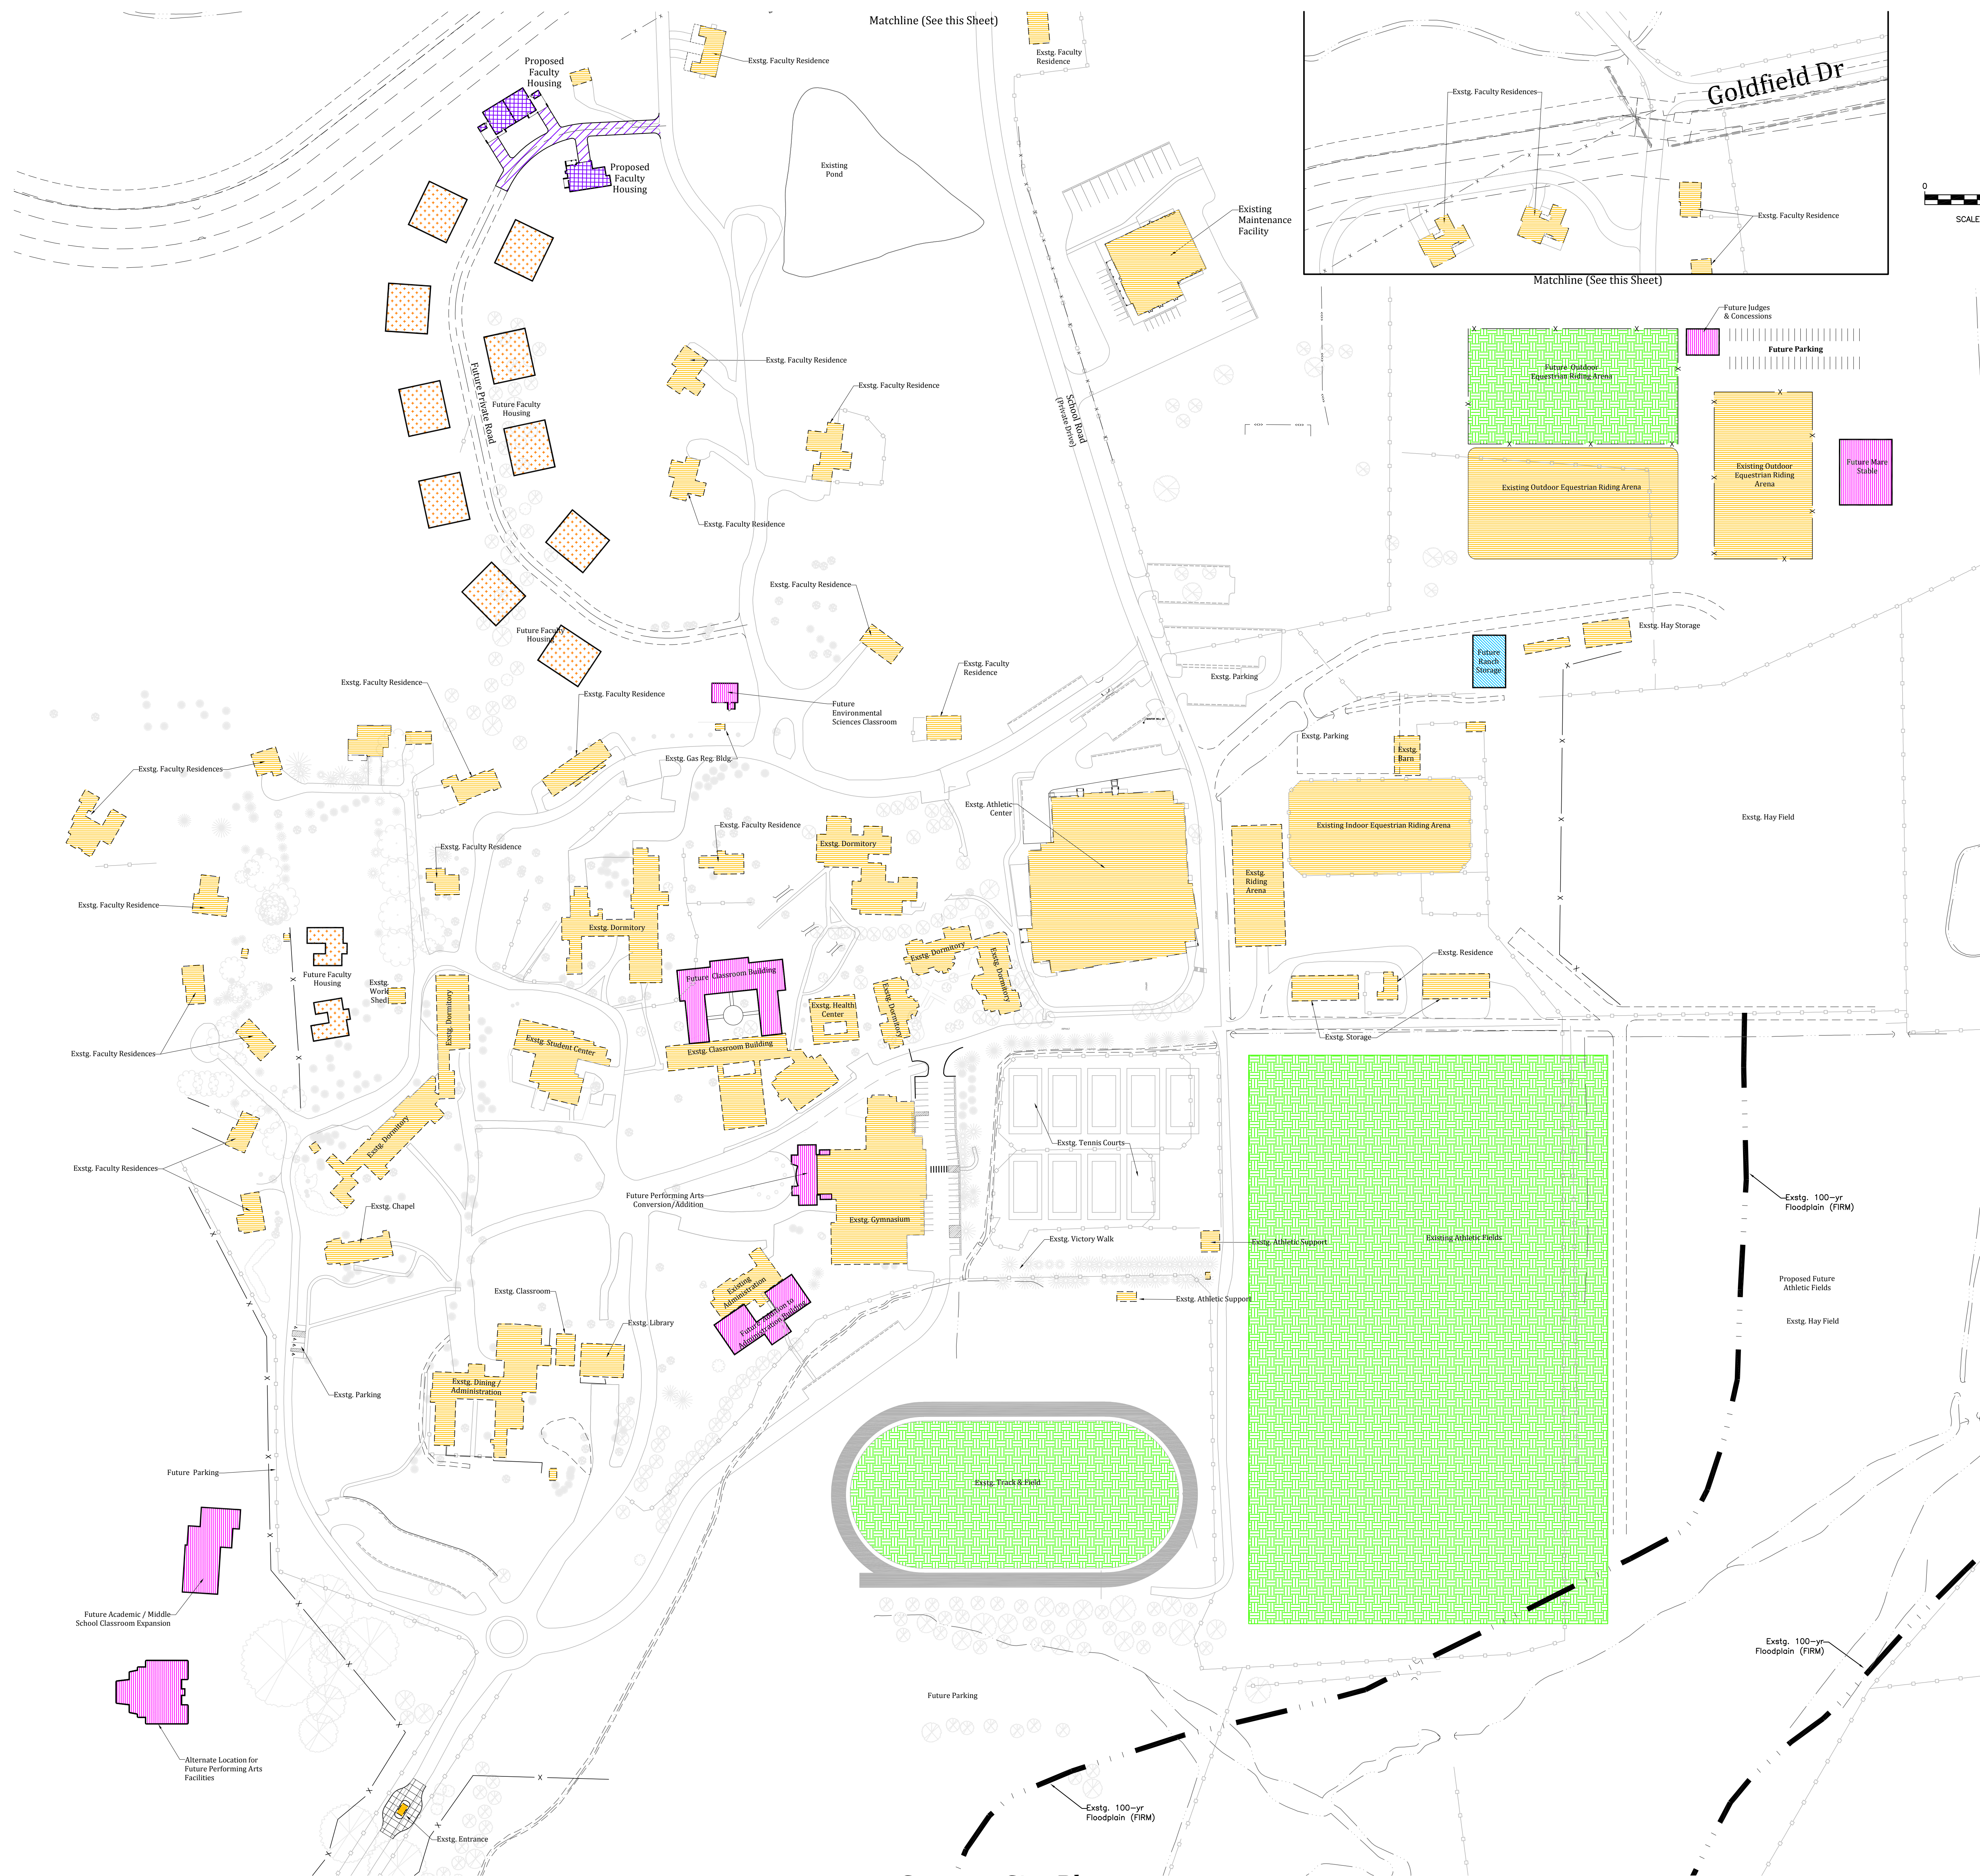 Matchline (See this Sheet)
Exstg. Faculty
Residence
Exstg. Faculty Residence
Proposed
Faculty
Housing
Proposed
Faculty
Housing
Existing
Pond
Existing
Maintenance
Facility
Goldfield Dr
Exstg. Faculty Residences
Exstg. Faculty Residence
Matchline (See this Sheet)
0
SCALE
Future Judges
& Concessions
Future Parking
Future Outdoor
Equestrian Riding Arena
Existing Outdoor Equestrian Riding Arena
Existing Outdoor
Equestrian Riding
Arena
Future Mare
Stable
Exstg. Faculty Residence
Exstg. Faculty Residence
Future Private Road
Future Faculty
Housing
School Road
(Private Drive)
Exstg. Faculty Residence
Exstg. Faculty Residence
Future Faculty
Housing
Exstg. Hay Storage
Future
Ranch
Storage
Exstg. Faculty
Residence
Exstg. Parking
Exstg. Faculty Residence
Exstg. Faculty Residence
Future
Environmental
Sciences Classroom
Exstg. Parking
Exstg.
Barn
Exstg. Gas Reg. Bldg.
Exstg. Faculty Residences
Exstg. Athletic
Center
Exstg. Hay Field
Existing Indoor Equestrian Riding Arena
Exstg. Faculty Residence
Exstg. Faculty Residence
Exstg. Dormitory
Exstg.
Riding
Arena
Exstg. Faculty Residence
Exstg. Dormitory
Exstg. Dormitory
Exstg. Dormitory
Exstg. Residence
Future Faculty
Housing
Future Classroom Building
Exstg.
Work
Shed
Exstg. Dormitory
Exstg. Health
Center
Exstg. Dormitory
Exstg. Student Center
Exstg. Classroom Building
Exstg. Storage
Exstg. Faculty Residences
Exstg. Dormitory
Exstg. Tennis Courts
Exstg. Faculty Residences
Future Performing Arts
Conversion/Addition
Exstg. Chapel
Exstg. Gymnasium
Exstg. 100-yr
Floodplain (FIRM)
Exstg. Victory Walk
Exstg. Athletic Support
Existing Athletic Fields
Existing
Administration
Future Addition to
Administration Building
Exstg. Classroom
Exstg. Athletic Support
Proposed Future
Athletic Fields
Exstg. Hay Field
Exstg. Library
Exstg. Dining /
Administration
Exstg. Parking
Future Parking
Exstg. Track & Field
Future Academic / Middle
School Classroom Expansion
Exstg. 100-yr
Floodplain (FIRM)
Future Parking
Alternate Location for
Future Performing Arts
Facilities
Exstg. 100-yr
Floodplain (FIRM)
Exstg. Entrance